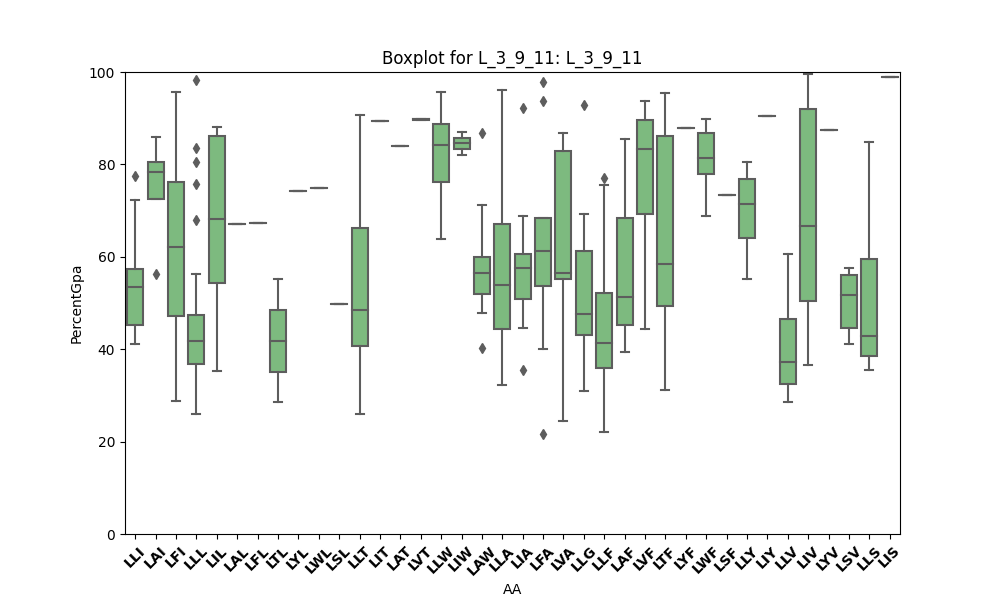 Boxplot for L_3_9_11: L_3_9_11
100
80
60
40
20
0
PercentGpa
LLI LAI LFI LLL LIL LAL LFL LTL LYL LWL LSL LLT LIT LAT LVT LLW LIW LAW LLA LIA LFA LVA LLG LLF LAF LVF LTF LYF LWF LSF LLY LIY LLV LIV LYV LSV LLS LIS
AA